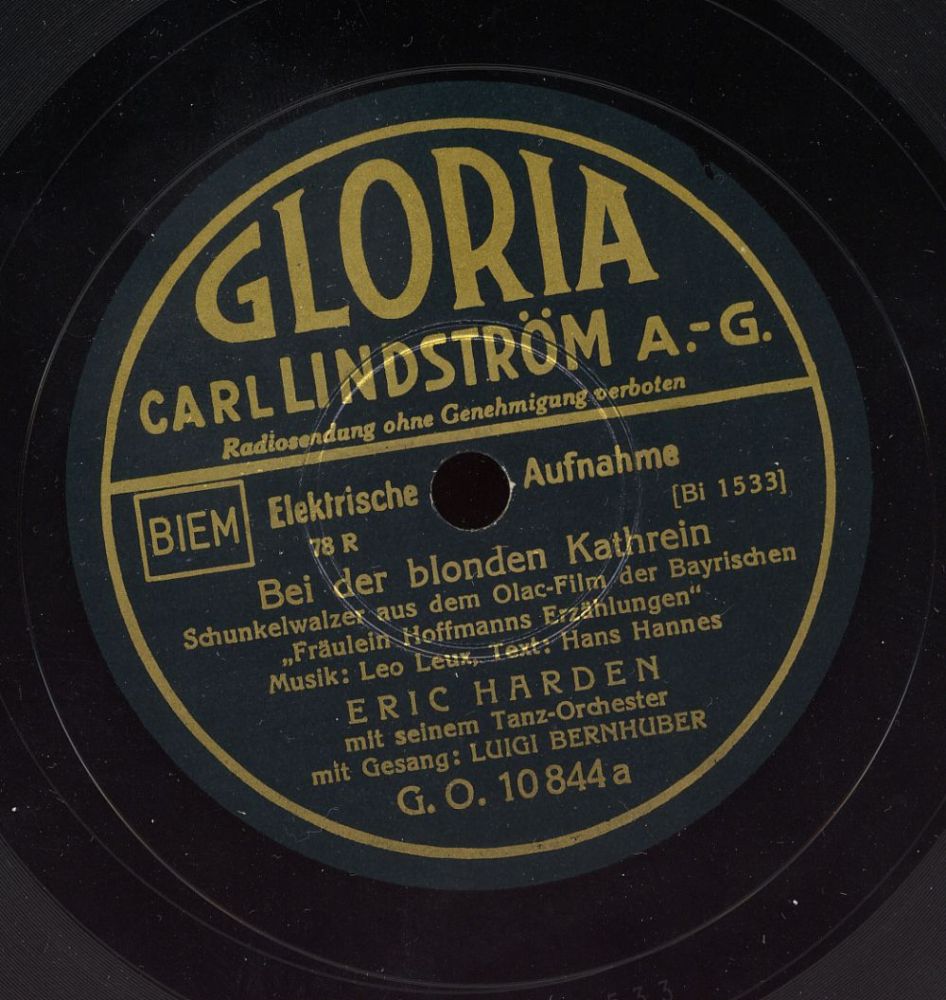 GLORIA
CARL LINDSTRÖM A.-G.
Radiosendung ohne Genehmigung verboten
BIEM Elektrische Aufnahme
78 R [Bi 1533]
Bei der blonden Kathrein
Schunkelwalzer aus dem Olac-Film der Bayrischen
„Fräulein Hoffmanns Erzählungen“
Musik: Leo Leux, Text: Hans Hannes
ERIC HARDEN
mit seinem Tanz-Orchester
mit Gesang: LUIGI BERNHUBER
G. O. 10844a